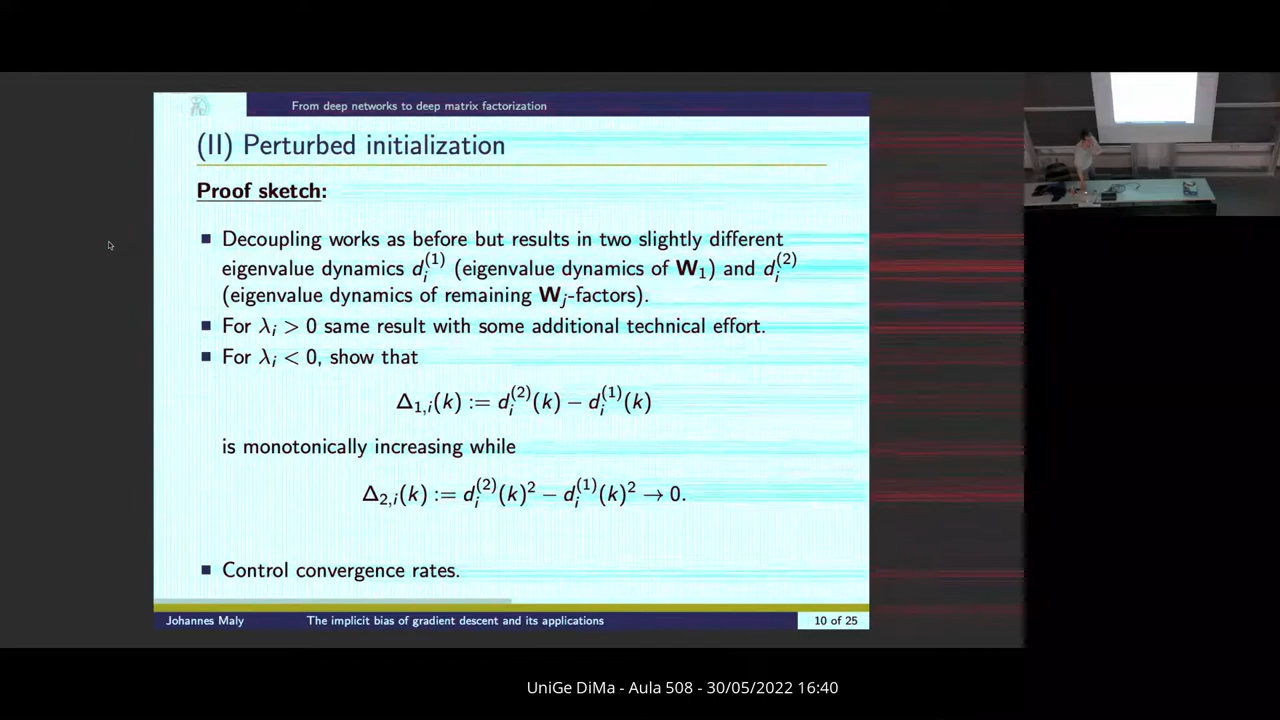 From deep networks to deep matrix factorization
(II) Perturbed initialization
Proof sketch:
■ Decoupling works as before but results in two slightly different
eigenvalue dynamics d_i^{(1)} (eigenvalue dynamics of W_1) and d_i^{(2)}
(eigenvalue dynamics of remaining W_j-factors).
■ For λ_i > 0 same result with some additional technical effort.
■ For λ_i < 0, show that
Δ_{1,i}(k) := d_i^{(2)}(k) − d_i^{(1)}(k)
is monotonically increasing while
Δ_{2,i}(k) := d_i^{(2)}(k)^2 − d_i^{(1)}(k)^2 → 0.
■ Control convergence rates.
Johannes Maly The implicit bias of gradient descent and its applications 10 of 25
UniGe DiMa - Aula 508 - 30/05/2022 16:40